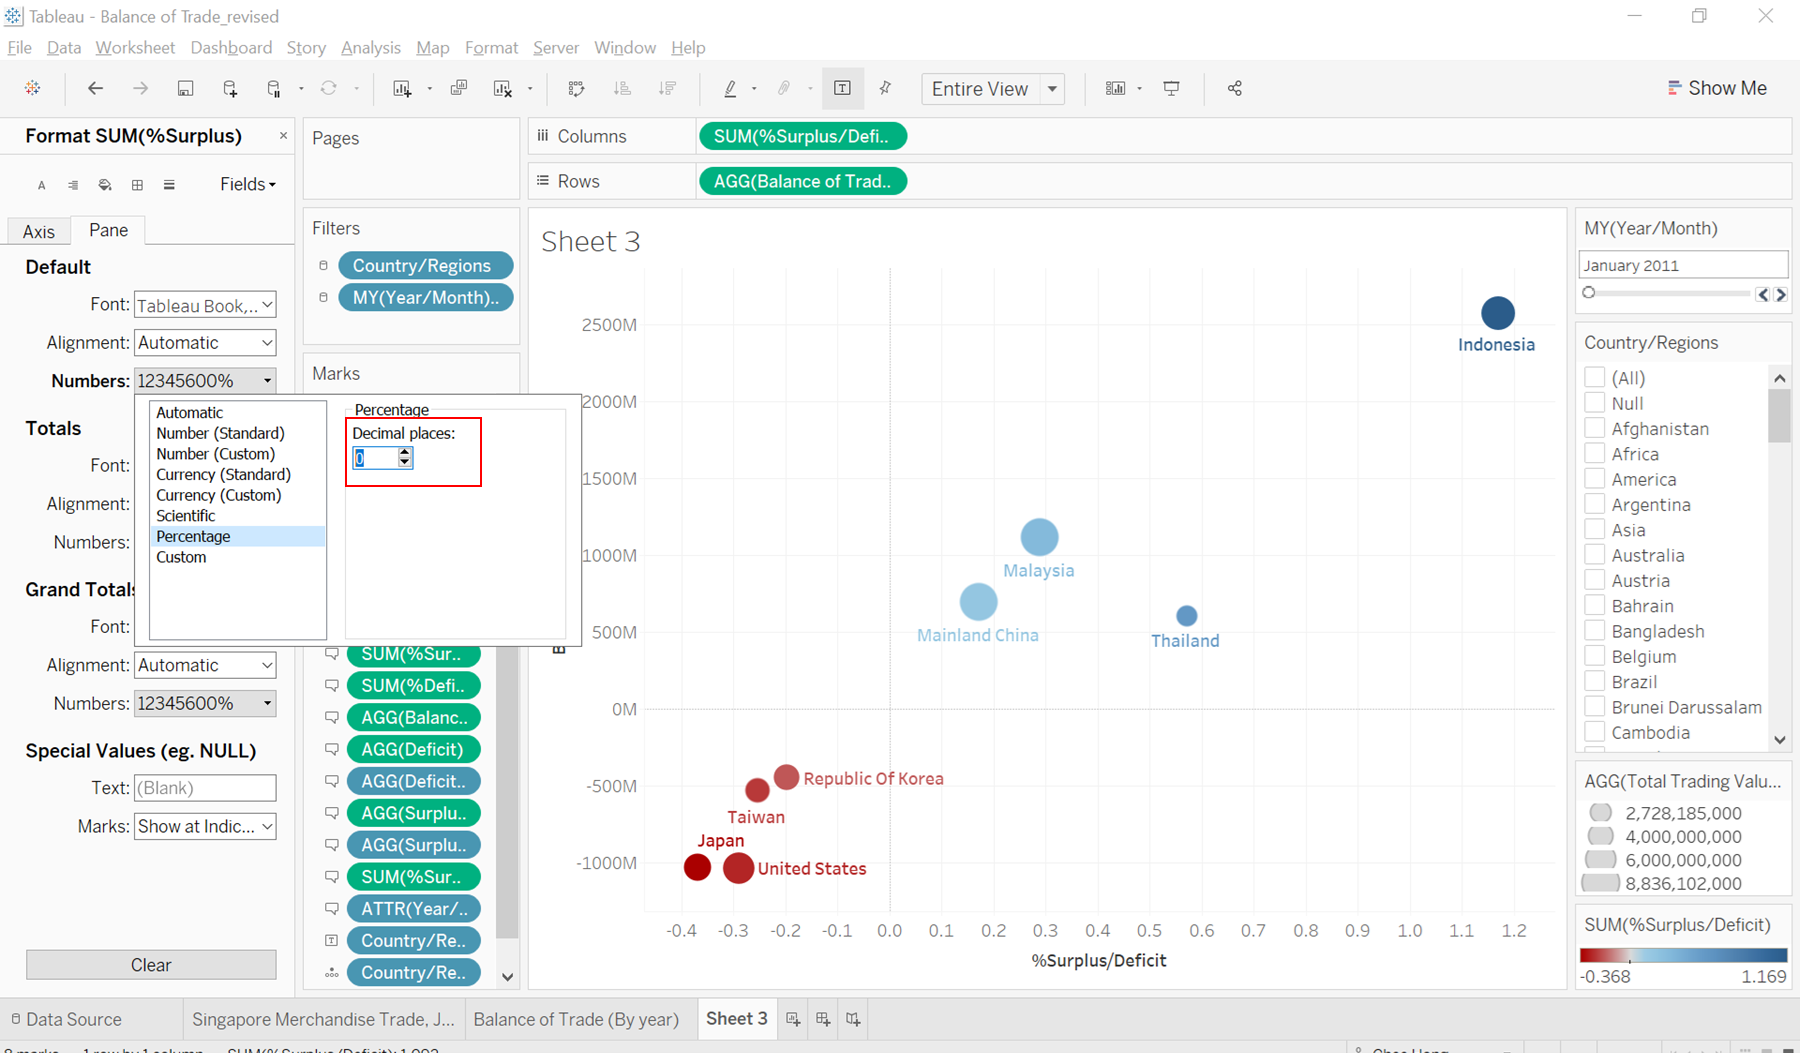 Tableau - Balance of Trade_revised
File Data Worksheet Dashboard Story Analysis Map Format Server Window Help
Entire View
Show Me
Format SUM(%Surplus)
Fields
Axis
Pane
Default
Font: Tableau Book,..
Alignment: Automatic
Numbers: 12345600%
Totals
Font:
Alignment:
Numbers:
Grand Totals
Font:
Alignment: Automatic
Numbers: 12345600%
Special Values (eg. NULL)
Text: (Blank)
Marks: Show at Indic...
Clear
Automatic
Number (Standard)
Number (Custom)
Currency (Standard)
Currency (Custom)
Scientific
Percentage
Custom
Percentage
Decimal places:
0
Pages
Filters
Country/Regions
MY(Year/Month)..
Marks
SUM(%Sur..
SUM(%Defi..
AGG(Balanc..
AGG(Deficit)
AGG(Deficit..
AGG(Surplu..
AGG(Surplu..
SUM(%Sur..
ATTR(Year/..
Country/Re..
Country/Re..
Columns
SUM(%Surplus/Defi..
Rows
AGG(Balance of Trad..
Sheet 3
2500M
2000M
1500M
1000M
500M
0M
-500M
-1000M
Indonesia
Malaysia
Mainland China
Thailand
Republic Of Korea
Taiwan
Japan
United States
-0.4 -0.3 -0.2 -0.1 0.0 0.1 0.2 0.3 0.4 0.5 0.6 0.7 0.8 0.9 1.0 1.1 1.2
%Surplus/Deficit
MY(Year/Month)
January 2011
Country/Regions
(All)
Null
Afghanistan
Africa
America
Argentina
Asia
Australia
Austria
Bahrain
Bangladesh
Belgium
Brazil
Brunei Darussalam
Cambodia
AGG(Total Trading Valu...
2,728,185,000
4,000,000,000
6,000,000,000
8,836,102,000
SUM(%Surplus/Deficit)
-0.368 1.169
Data Source
Singapore Merchandise Trade, J...
Balance of Trade (By year)
Sheet 3